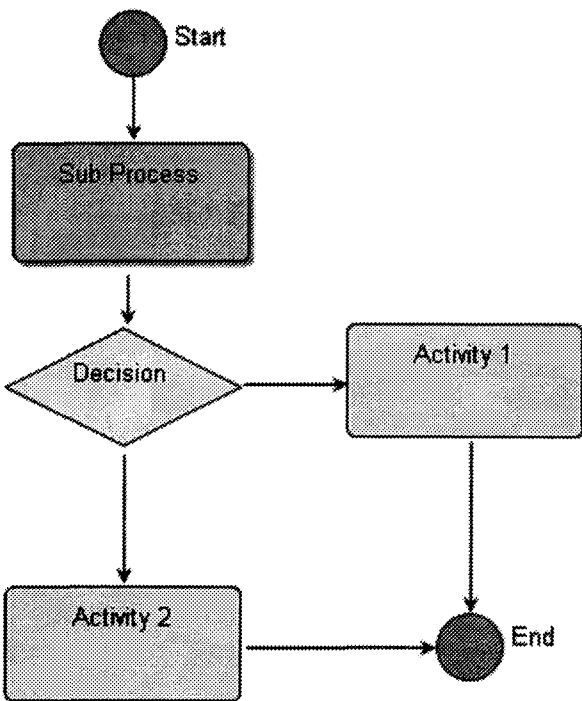 Start
Sub Process
Decision
Activity 1
Activity 2
End